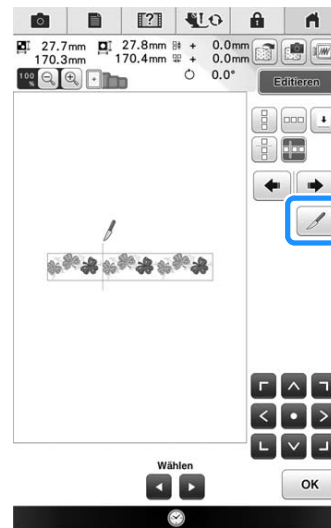 27.7mm 27.8mm + 0.0mm
170.3mm 170.4mm + 0.0mm
100 % 0.0°
Editieren
Wählen
OK